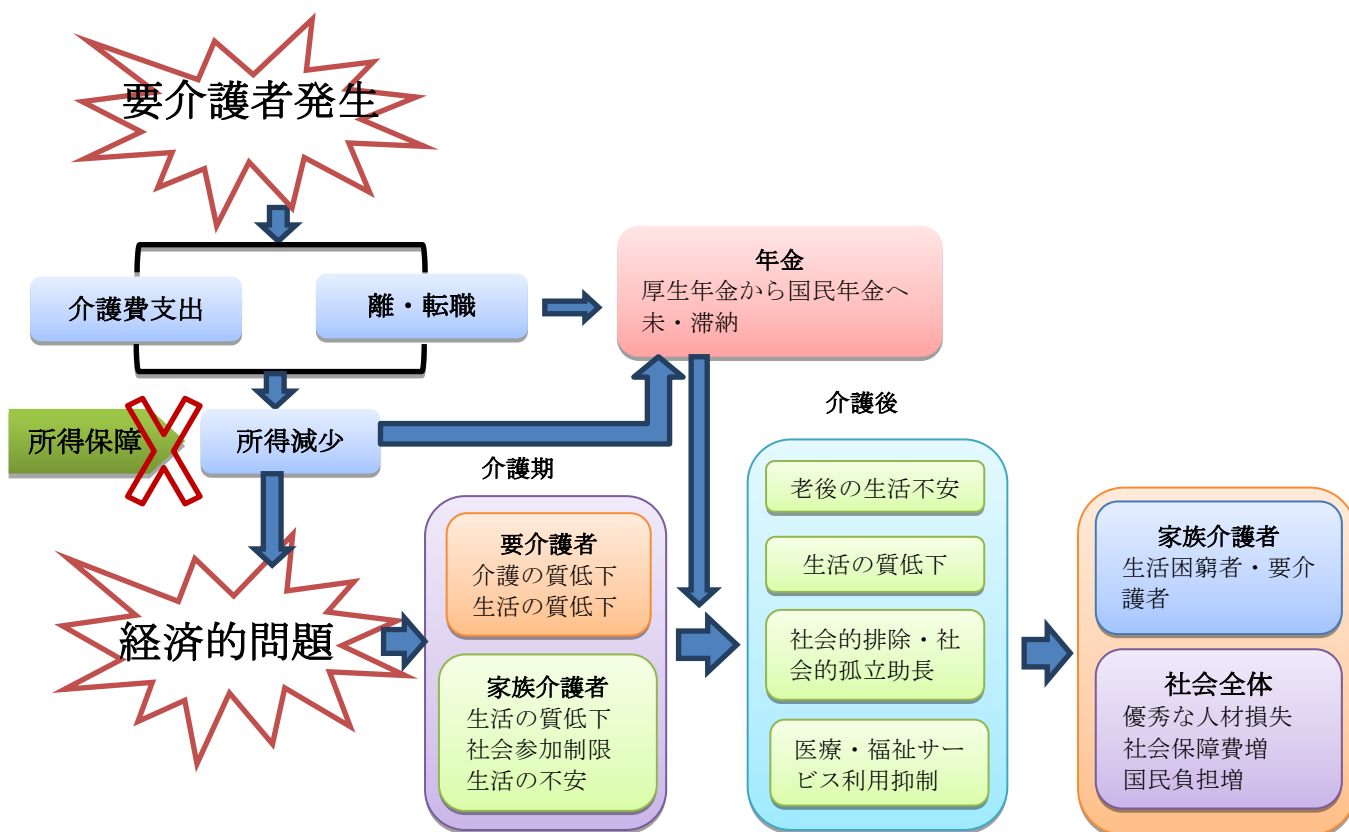 要介護者発生
介護費支出
離・転職
年金
厚生年金から国民年金へ
未・滞納
所得保障
所得減少
介護期
介護後
経済的問題
要介護者
介護の質低下
生活の質低下
家族介護者
生活の質低下
社会参加制限
生活の不安
老後の生活不安
生活の質低下
社会的排除・社
会的孤立助長
医療・福祉サー
ビス利用抑制
家族介護者
生活困窮者・要介
護者
社会全体
優秀な人材損失
社会保障費増
国民負担増